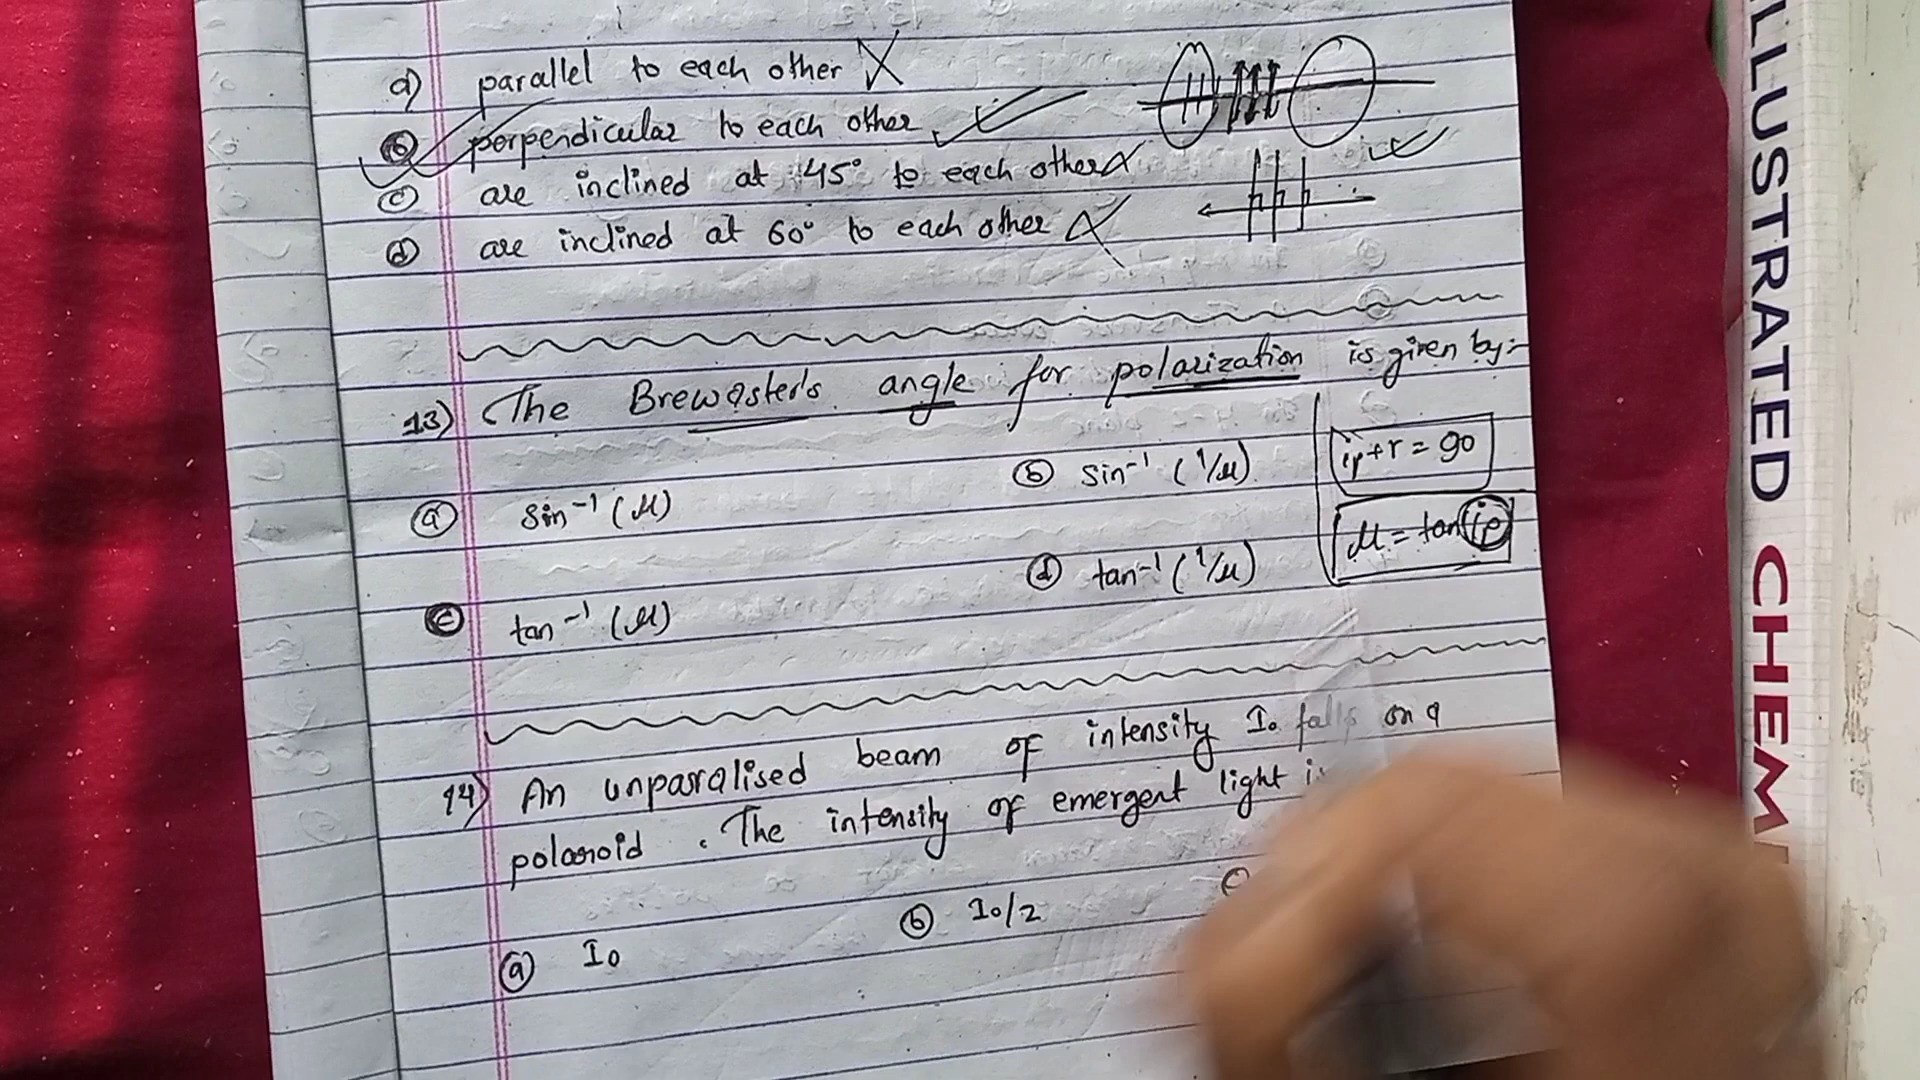 a) parallel to each other
b perpendicular to each other
c are inclined at 45° to each other
d are inclined at 60° to each other
13) The Brewaster's angle for polarization is given by:-
a sin⁻¹ (μ)
b sin⁻¹ (1/μ)
ip+r = 90
c tan⁻¹ (μ)
d tan⁻¹ (1/μ)
μ = tan(ip)
14) An unparalised beam of intensity I₀ falls on a
polaroid. The intensity of emergent light is
a I₀
b I₀/2
c
ILLUSTRATED CHEM